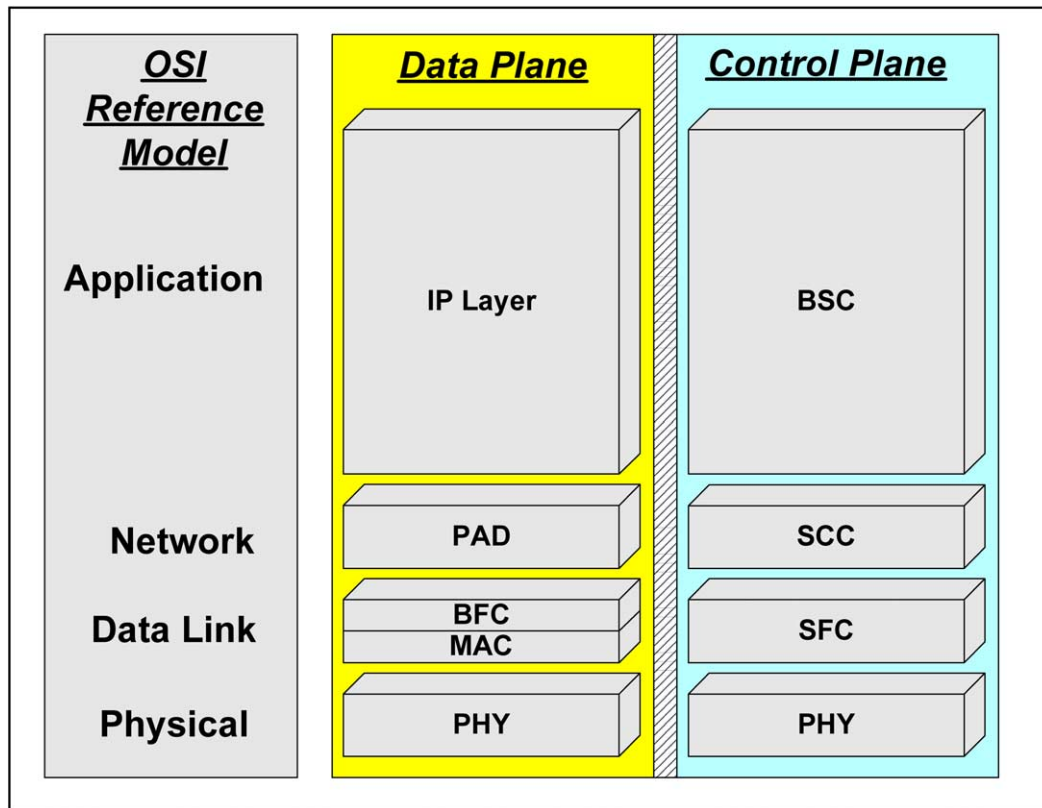 OSI
Reference
Model
Application
Network
Data Link
Physical
Data Plane
IP Layer
PAD
BFC
MAC
PHY
Control Plane
BSC
SCC
SFC
PHY